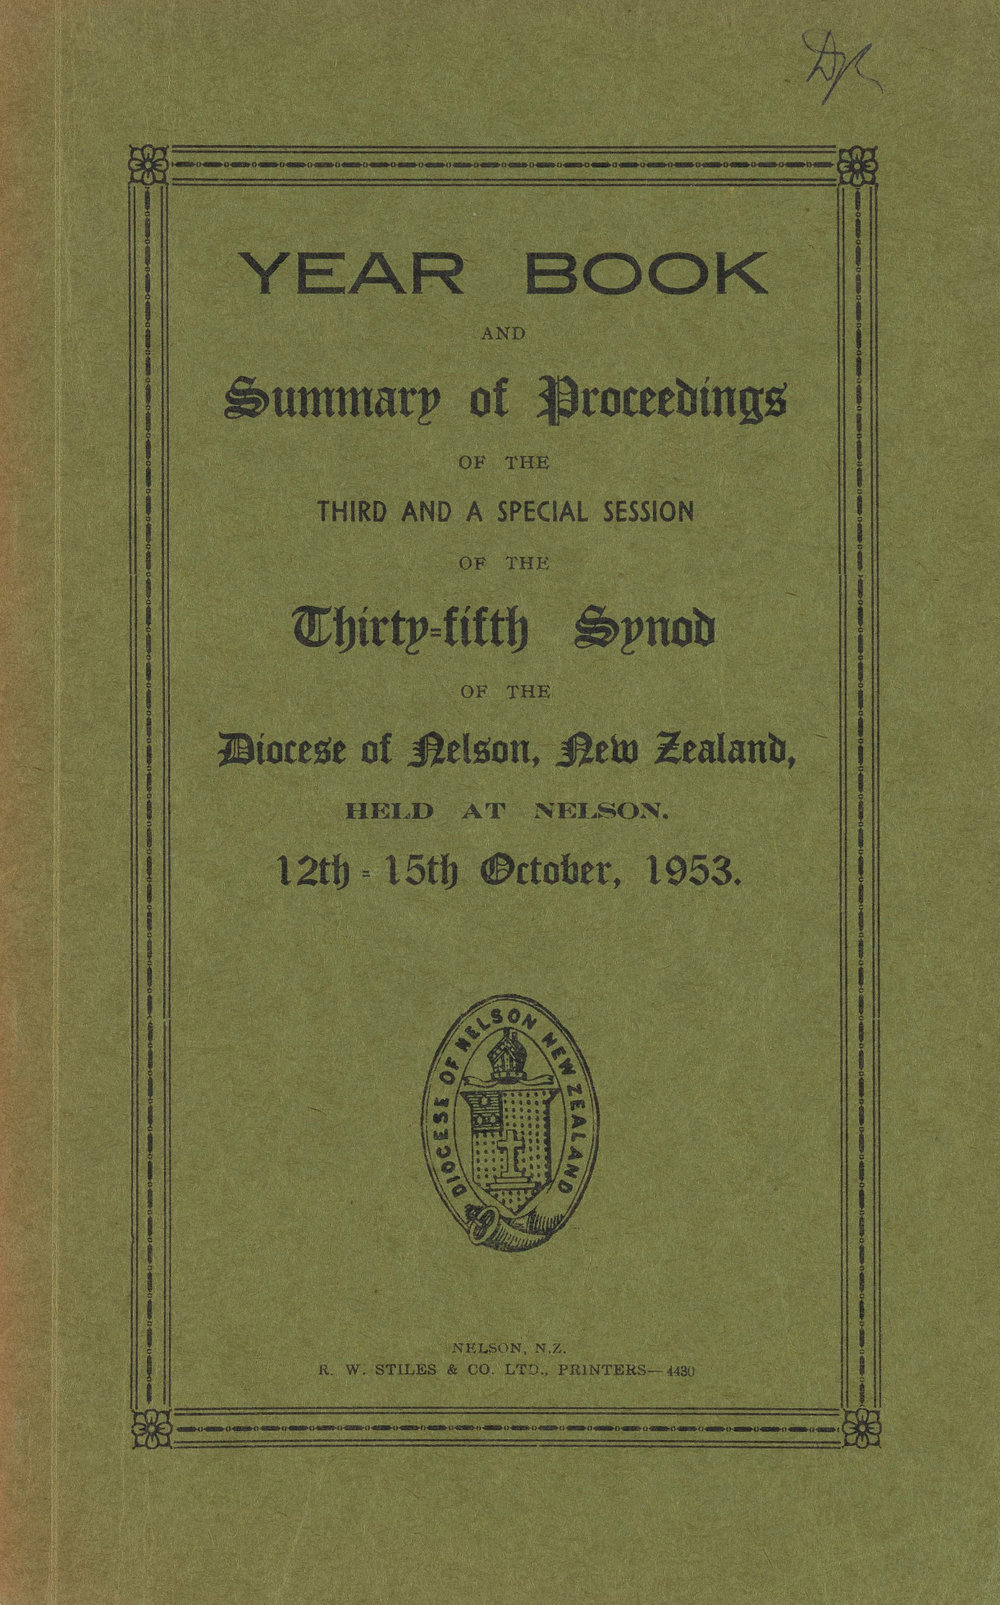 YEAR BOOK
AND
Summary of Proceedings
OF THE
THIRD AND A SPECIAL SESSION
OF THE
Thirty=fifth Synod
OF THE
Diocese of Nelson, New Zealand,
HELD AT NELSON.
12th = 15th October, 1953.
DIOCESE OF NELSON NEW ZEALAND
NELSON, N.Z.
R. W. STILES & CO. LTD., PRINTERS—4430